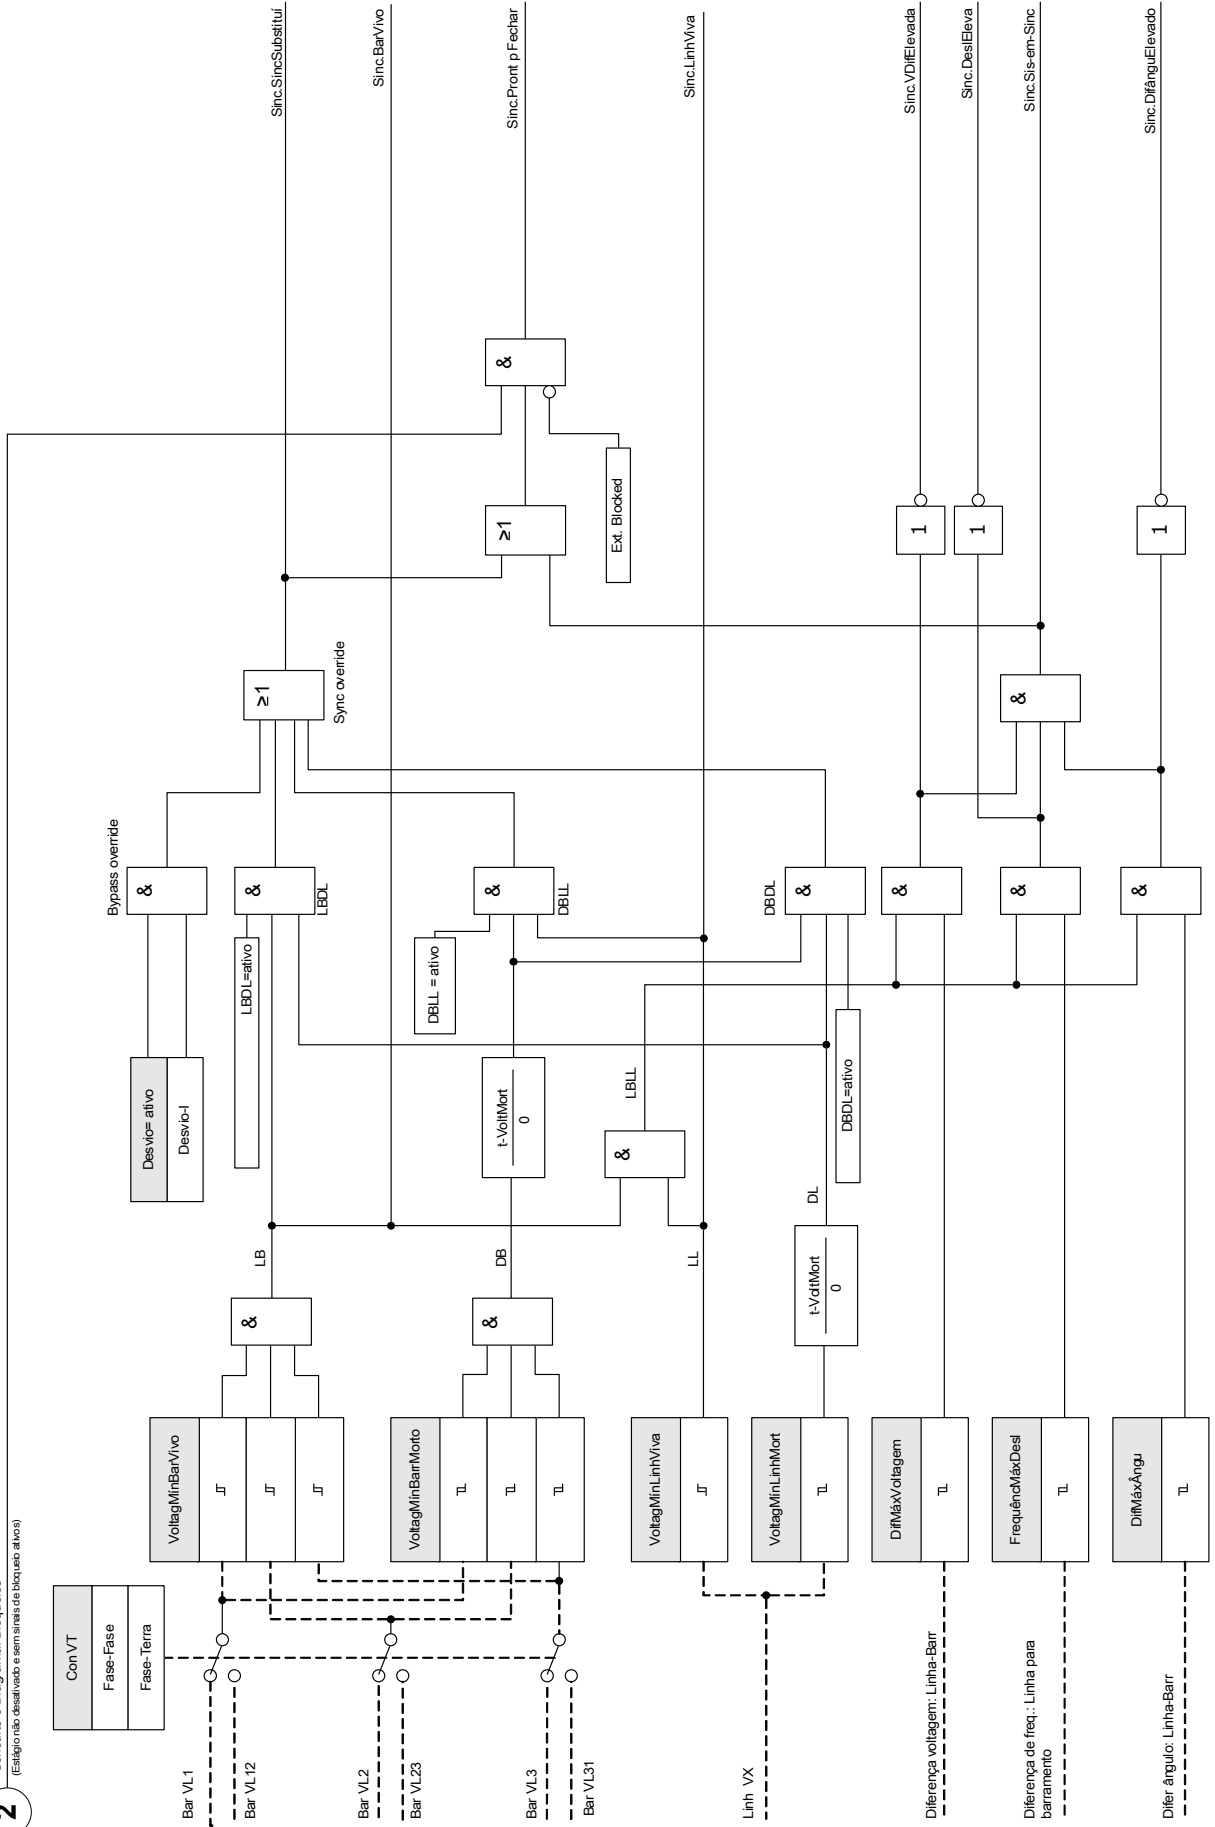 2
(Estágio não desativado e sem sinais de bloqueio ativos)
Con VT
Fase-Fase
Fase-Terra
Bar VL1
Bar VL12
Bar VL2
Bar VL23
Bar VL3
Bar VL31
Linh VX
Diferença voltagem: Linha-Barr
Diferença de freq.: Linha para
barramento
Difer ângulo: Linha-Barr
VoltagMínBarVivo
VoltagMínBarrMorto
VoltagMínLinhViva
VoltagMínLinhMort
DifMáxVoltagem
FrequêncMáxDesl
DifMáxÂngu
&
&
LB
DB
LL
DL
t-VoltMort
0
t-VoltMort
0
&
LBLL
Desvio= ativo
Desvio-I
LBDL=ativo
DBLL = ativo
DBDL=ativo
Bypass override
&
&
LBDL
&
DBLL
DBDL
&
&
&
&
≥1
Sync override
&
≥1
Ext. Blocked
1
1
1
&
Sinc.SincSubstituí
Sinc.BarVivo
Sinc.Pront p Fechar
Sinc.LinhViva
Sinc.VDifElevada
Sinc.DeslEleva
Sinc.Sis-em-Sinc
Sinc.DifânguElevado